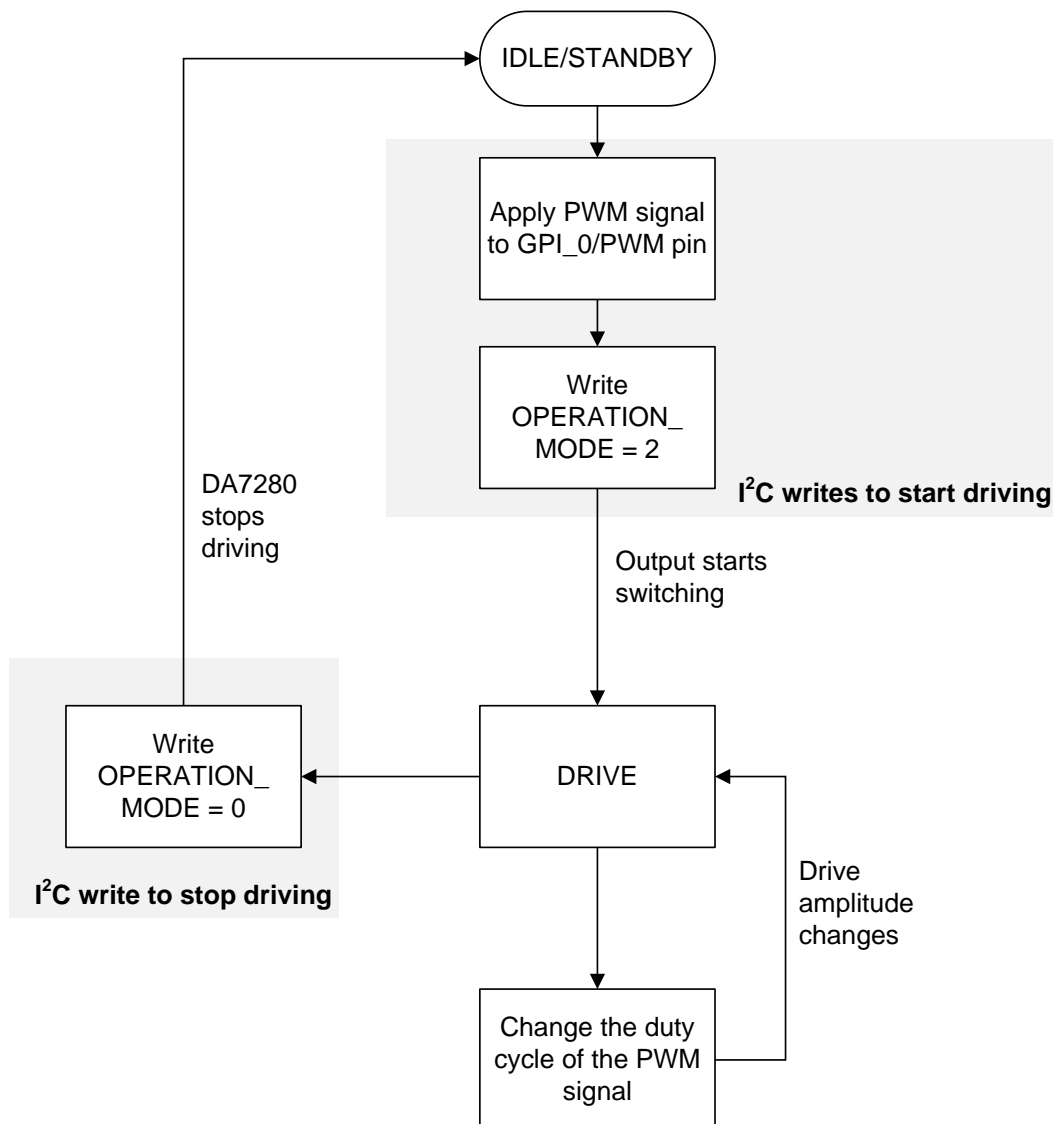 IDLE/STANDBY
Apply PWM signal
to GPI_0/PWM pin
Write
OPERATION_
MODE = 2
I²C writes to start driving
DA7280
stops
driving
Output starts
switching
Write
OPERATION_
MODE = 0
I²C write to stop driving
DRIVE
Drive
amplitude
changes
Change the duty
cycle of the PWM
signal